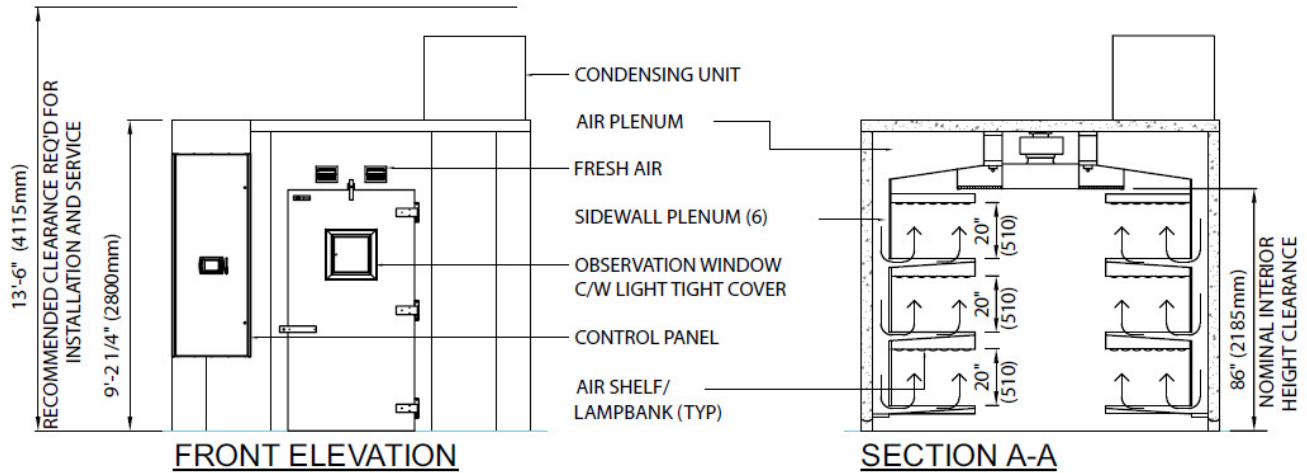 13'-6" (4115mm)
RECOMMENDED CLEARANCE REQ'D FOR
INSTALLATION AND SERVICE
9'-2 1/4" (2800mm)
CONDENSING UNIT
AIR PLENUM
FRESH AIR
SIDEWALL PLENUM (6)
OBSERVATION WINDOW
C/W LIGHT TIGHT COVER
CONTROL PANEL
AIR SHELF/
LAMPBANK (TYP)
20"
(510)
20"
(510)
20"
(510)
86" (2185mm)
NOMINAL INTERIOR
HEIGHT CLEARANCE
FRONT ELEVATION
SECTION A-A